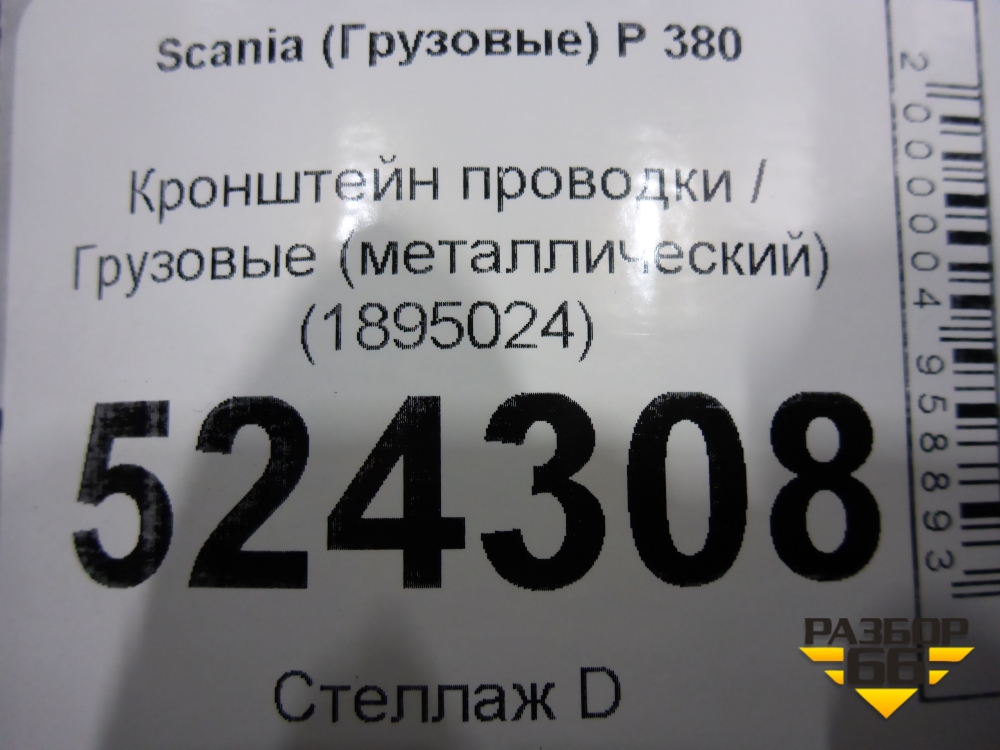 Scania (Грузовые) P 380
Кронштейн проводки /
Грузовые (металлический)
(1895024)
524308
Стеллаж D
2000004958893
РАЗБОР
66